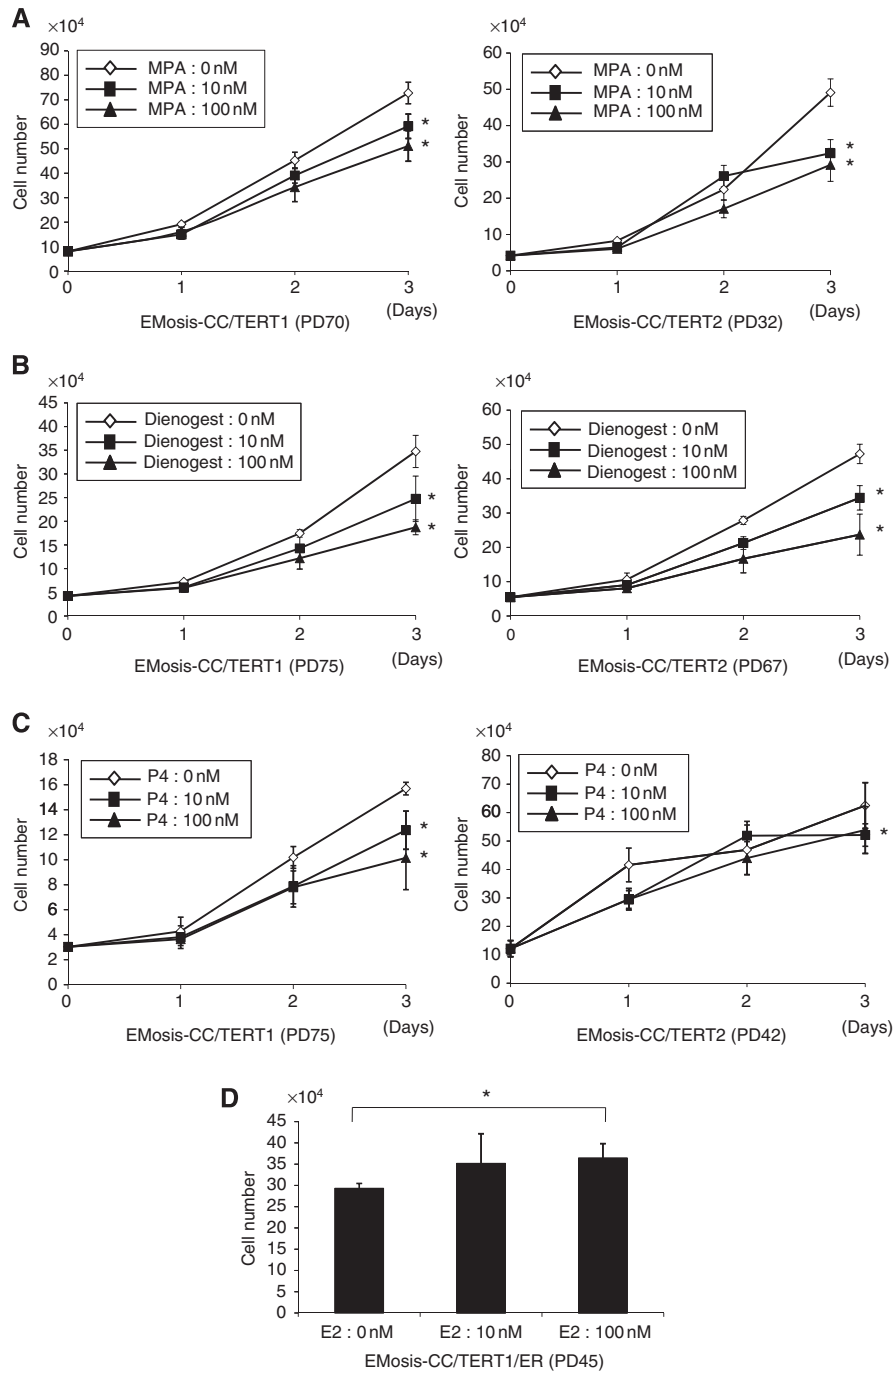 A
×10⁴
90
80
70
60
50
40
30
20
10
0
Cell number
MPA : 0 nM
MPA : 10 nM
MPA : 100 nM
*
*
0 1 2 3
(Days)
EMosis-CC/TERT1 (PD70)
×10⁴
60
50
40
30
20
10
0
Cell number
MPA : 0 nM
MPA : 10 nM
MPA : 100 nM
*
*
0 1 2 3
(Days)
EMosis-CC/TERT2 (PD32)
B
×10⁴
45
40
35
30
25
20
15
10
5
0
Cell number
Dienogest : 0 nM
Dienogest : 10 nM
Dienogest : 100 nM
*
*
0 1 2 3
EMosis-CC/TERT1 (PD75) (Days)
×10⁴
60
50
40
30
20
10
0
Cell number
Dienogest : 0 nM
Dienogest : 10 nM
Dienogest : 100 nM
*
*
0 1 2 3
EMosis-CC/TERT2 (PD67) (Days)
C
×10⁴
18
16
14
12
10
8
6
4
2
0
Cell number
P4 : 0 nM
P4 : 10 nM
P4 : 100 nM
*
*
0 1 2 3
EMosis-CC/TERT1 (PD75) (Days)
×10⁴
80
70
60
50
40
30
20
10
0
Cell number
P4 : 0 nM
P4 : 10 nM
P4 : 100 nM
*
0 1 2 3
EMosis-CC/TERT2 (PD42) (Days)
D
×10⁴
*
45
40
35
30
25
20
15
10
5
0
Cell number
E2 : 0 nM E2 : 10 nM E2 : 100 nM
EMosis-CC/TERT1/ER (PD45)